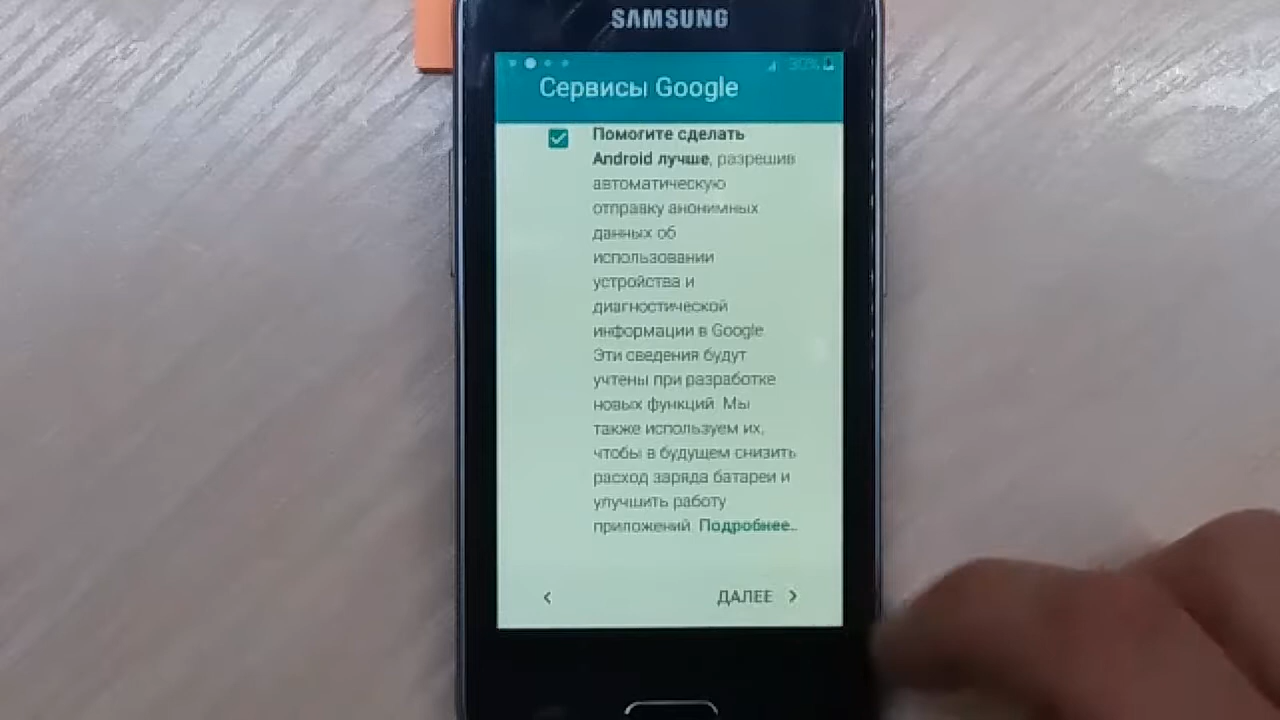 SAMSUNG
30%
Сервисы Google
Помогите сделать
Android лучше, разрешив
автоматическую
отправку анонимных
данных об
использовании
устройства и
диагностической
информации в Google.
Эти сведения будут
учтены при разработке
новых функций. Мы
также используем их,
чтобы в будущем снизить
расход заряда батареи и
улучшить работу
приложений. Подробнее..
ДАЛЕЕ